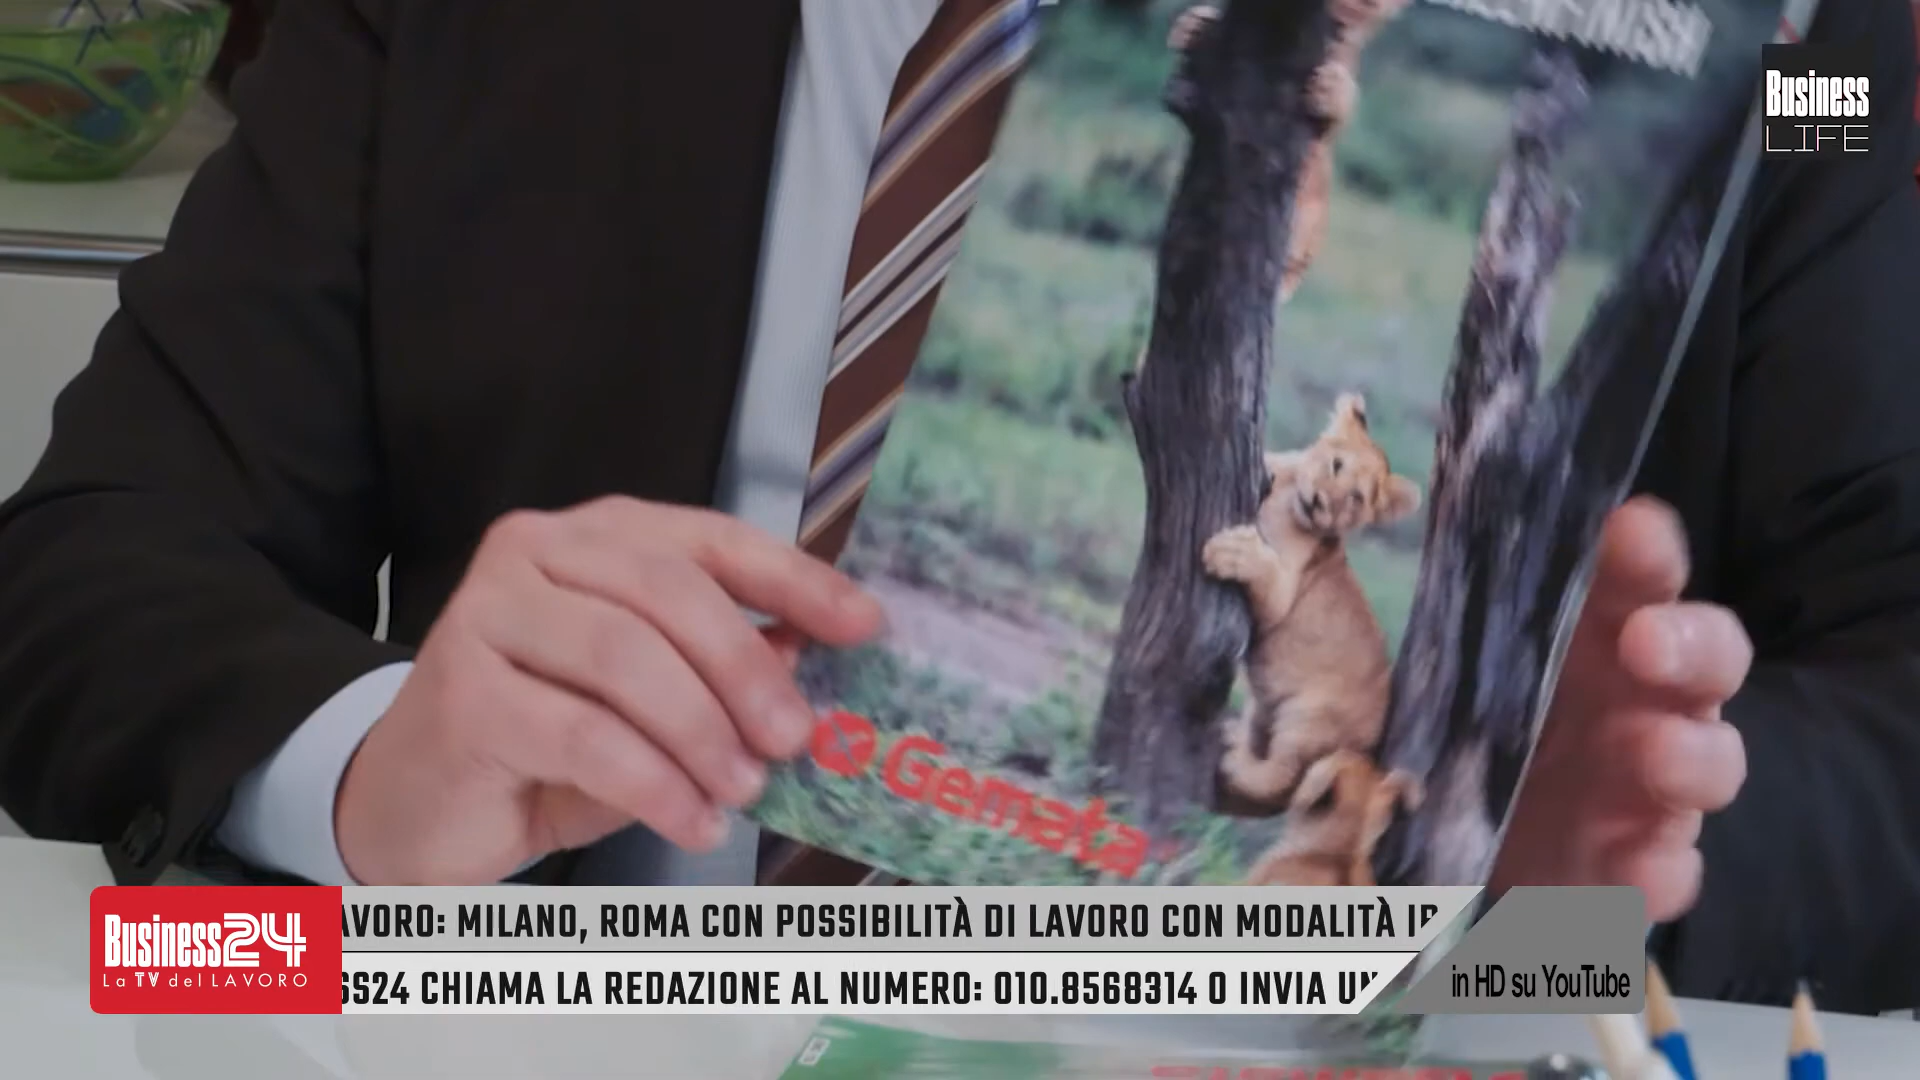 Business
LIFE
Gemata
Business24
La TV del LAVORO
AVORO: MILANO, ROMA CON POSSIBILITÀ DI LAVORO CON MODALITÀ
SS24 CHIAMA LA REDAZIONE AL NUMERO: 010.8568314 O INVIA UN
in HD su YouTube